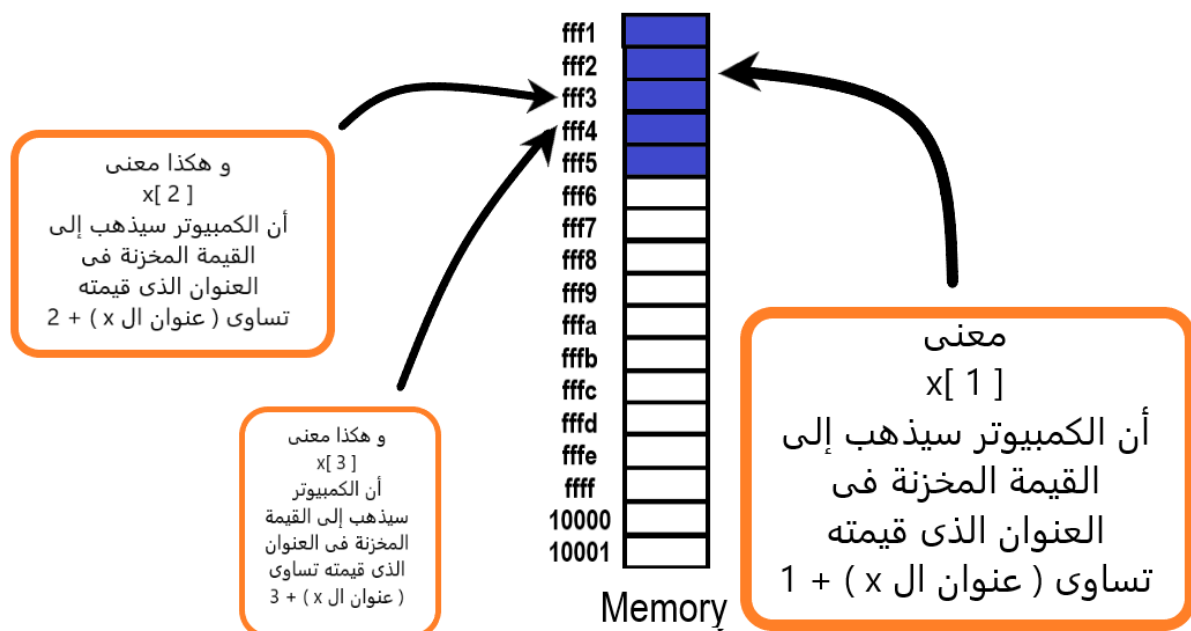 fff1
fff2
fff3
fff4
fff5
fff6
fff7
fff8
fff9
fffa
fffb
fffc
fffd
fffe
ffff
10000
10001
Memory
معنى
x[ 1 ]
أن الكمبيوتر سيذهب إلى
القيمة المخزنة فى
العنوان الذى قيمته
تساوى ( عنوان ال x ) + 1
و هكذا معنى
x[ 2 ]
أن الكمبيوتر سيذهب إلى
القيمة المخزنة فى
العنوان الذى قيمته
تساوى ( عنوان ال x ) + 2
و هكذا معنى
x[ 3 ]
أن الكمبيوتر
سيذهب إلى القيمة
المخزنة فى العنوان
الذى قيمته تساوى
( عنوان ال x ) + 3